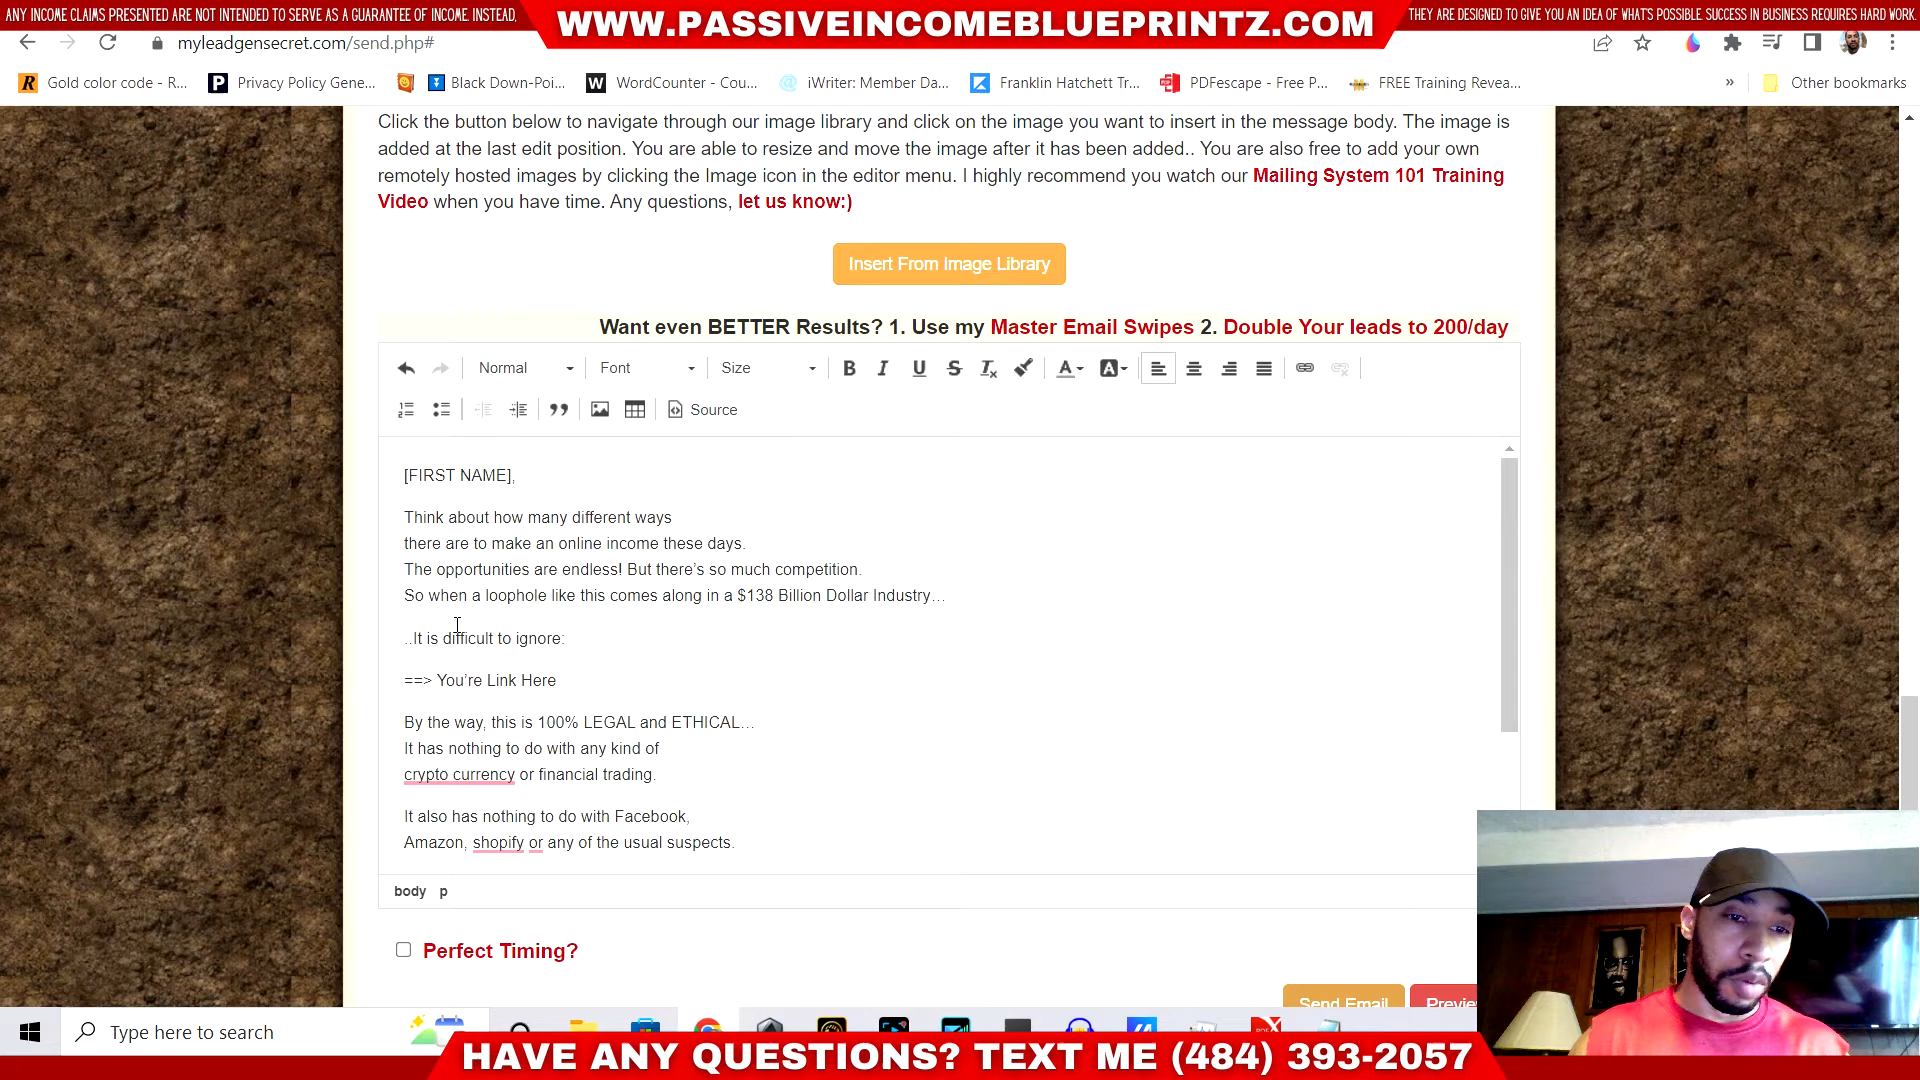 ANY INCOME CLAIMS PRESENTED ARE NOT INTENDED TO SERVE AS A GUARANTEE OF INCOME. INSTEAD,
WWW.PASSIVEINCOMEBLUEPRINTZ.COM
THEY ARE DESIGNED TO GIVE YOU AN IDEA OF WHAT'S POSSIBLE. SUCCESS IN BUSINESS REQUIRES HARD WORK.
myleadgensecret.com/send.php#
Gold color code - R...
Privacy Policy Gene...
Black Down-Poi...
WordCounter - Cou...
iWriter: Member Da...
Franklin Hatchett Tr...
PDFescape - Free P...
FREE Training Revea...
»
Other bookmarks
Click the button below to navigate through our image library and click on the image you want to insert in the message body. The image is
added at the last edit position. You are able to resize and move the image after it has been added.. You are also free to add your own
remotely hosted images by clicking the Image icon in the editor menu. I highly recommend you watch our Mailing System 101 Training
Video when you have time. Any questions, let us know:)
Insert From Image Library
Want even BETTER Results? 1. Use my Master Email Swipes 2. Double Your leads to 200/day
Normal
Font
Size
Source
[FIRST NAME],
Think about how many different ways
there are to make an online income these days.
The opportunities are endless! But there's so much competition.
So when a loophole like this comes along in a $138 Billion Dollar Industry…
..It is difficult to ignore:
==> You're Link Here
By the way, this is 100% LEGAL and ETHICAL…
It has nothing to do with any kind of
crypto currency or financial trading.
It also has nothing to do with Facebook,
Amazon, shopify or any of the usual suspects.
body p
Perfect Timing?
Send Email
Previe
Type here to search
HAVE ANY QUESTIONS? TEXT ME (484) 393-2057